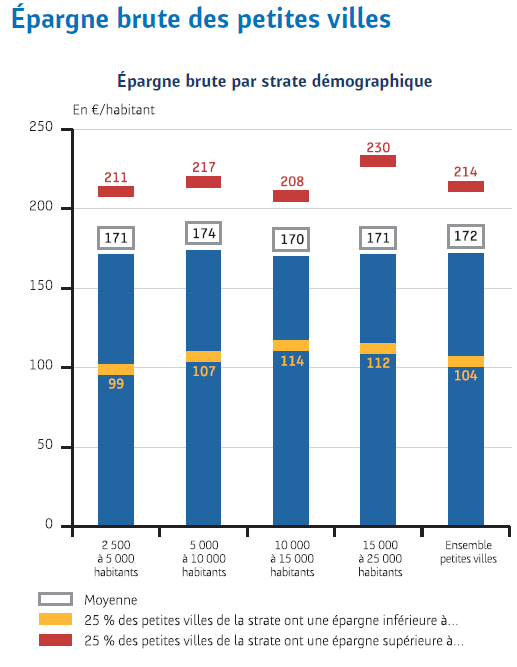 Épargne brute des petites villes
Épargne brute par strate démographique
En €/habitant
250
200
150
100
50
0
211
217
208
230
214
171
174
170
171
172
99
107
114
112
104
2 500
à 5 000
habitants
5 000
à 10 000
habitants
10 000
à 15 000
habitants
15 000
à 25 000
habitants
Ensemble
petites villes
Moyenne
25 % des petites villes de la strate ont une épargne inférieure à...
25 % des petites villes de la strate ont une épargne supérieure à...